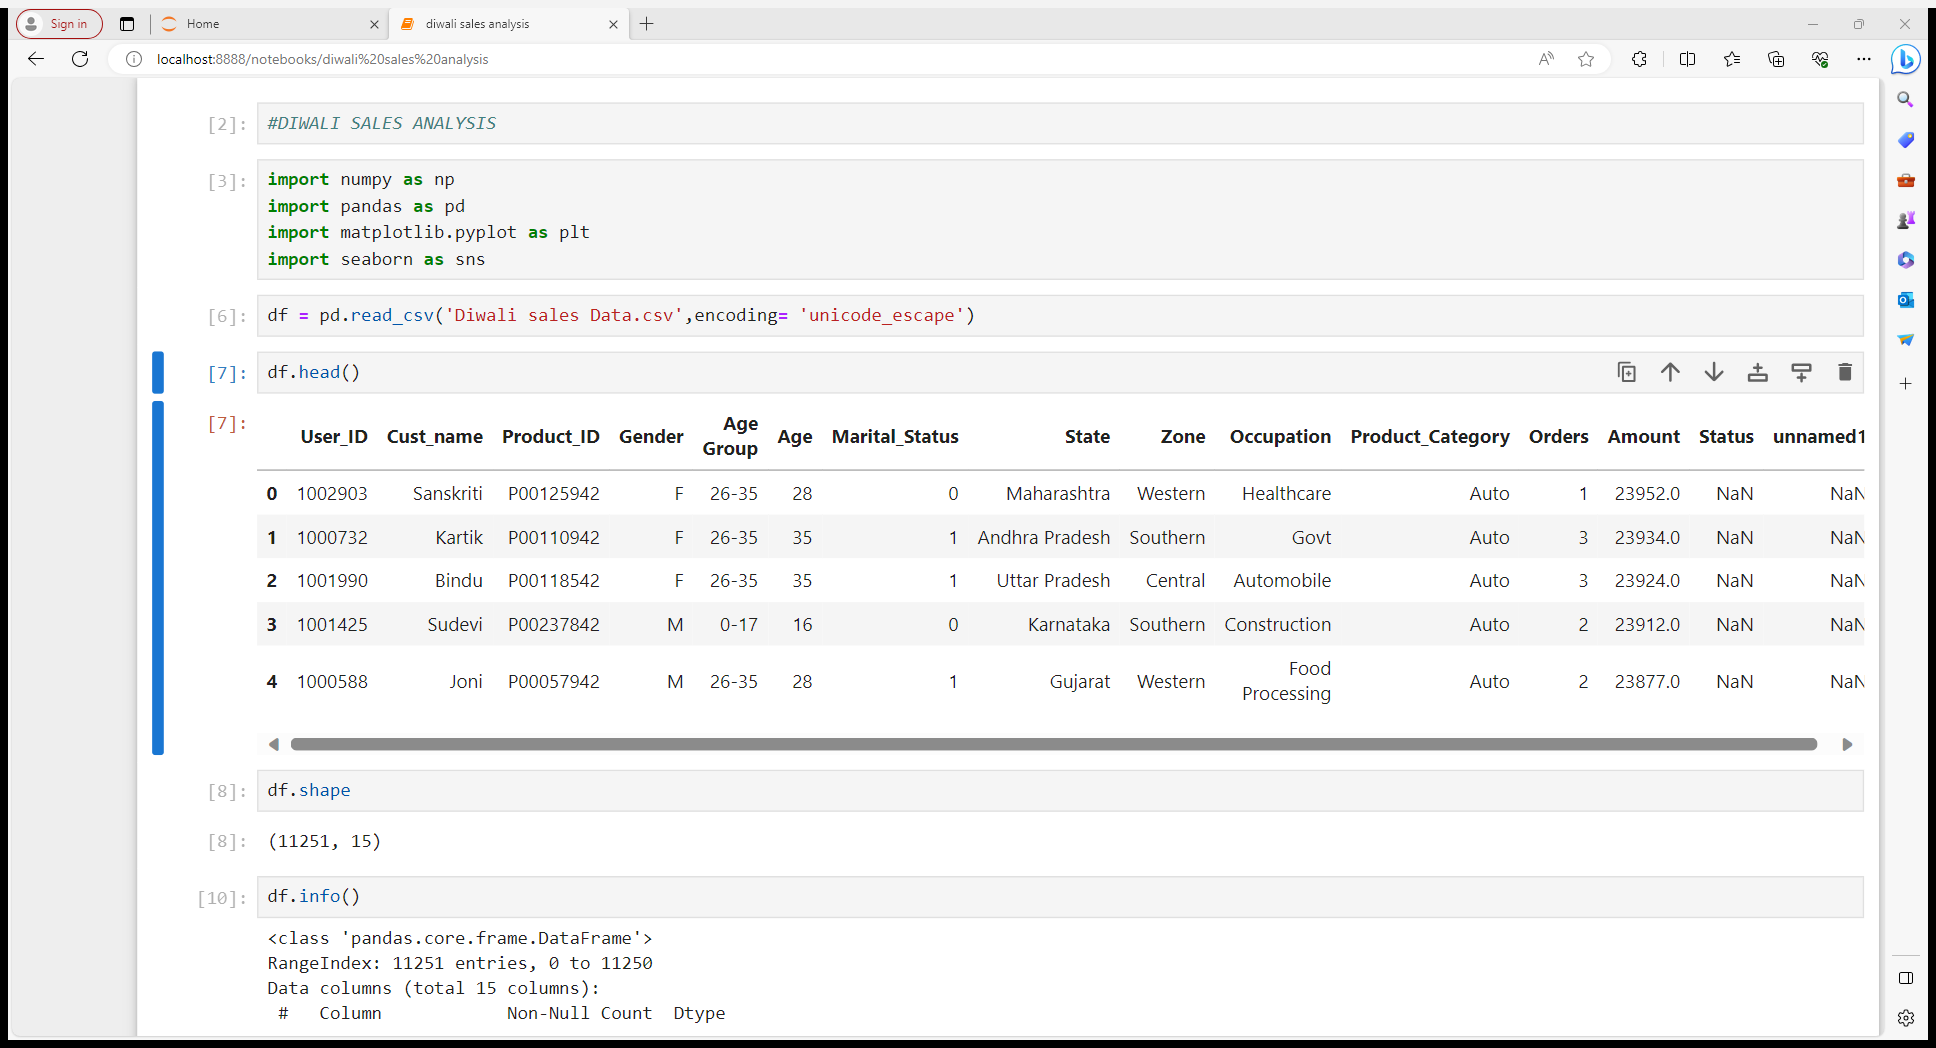 Sign in
Home
diwali sales analysis
localhost:8888/notebooks/diwali%20sales%20analysis
[2]: #DIWALI SALES ANALYSIS
[3]: import numpy as np
import pandas as pd
import matplotlib.pyplot as plt
import seaborn as sns
[6]: df = pd.read_csv('Diwali sales Data.csv',encoding= 'unicode_escape')
[7]: df.head()
[7]:
User_ID Cust_name Product_ID Gender Age Group Age Marital_Status State Zone Occupation Product_Category Orders Amount Status unnamed1
0 1002903 Sanskriti P00125942 F 26-35 28 0 Maharashtra Western Healthcare Auto 1 23952.0 NaN NaN
1 1000732 Kartik P00110942 F 26-35 35 1 Andhra Pradesh Southern Govt Auto 3 23934.0 NaN NaN
2 1001990 Bindu P00118542 F 26-35 35 1 Uttar Pradesh Central Automobile Auto 3 23924.0 NaN NaN
3 1001425 Sudevi P00237842 M 0-17 16 0 Karnataka Southern Construction Auto 2 23912.0 NaN NaN
4 1000588 Joni P00057942 M 26-35 28 1 Gujarat Western Food Processing Auto 2 23877.0 NaN NaN
[8]: df.shape
[8]: (11251, 15)
[10]: df.info()
<class 'pandas.core.frame.DataFrame'>
RangeIndex: 11251 entries, 0 to 11250
Data columns (total 15 columns):
# Column Non-Null Count Dtype